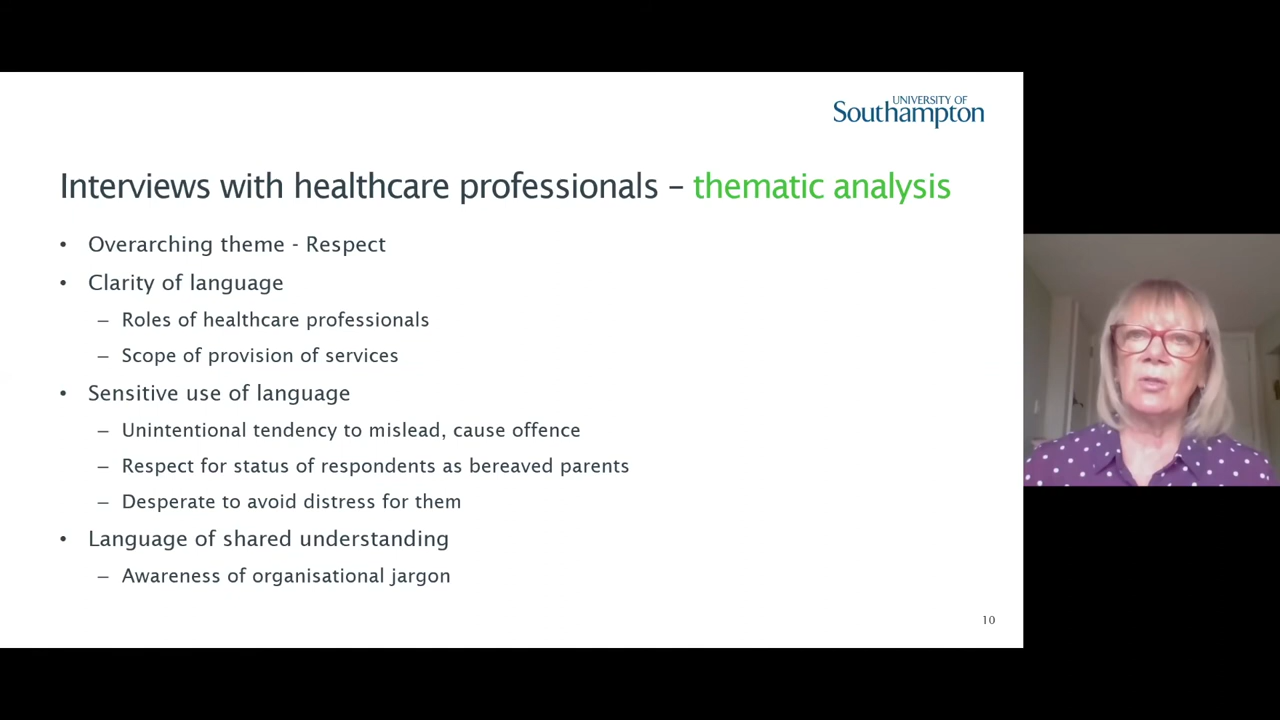 UNIVERSITY OF
Southampton
Interviews with healthcare professionals – thematic analysis
• Overarching theme - Respect
• Clarity of language
– Roles of healthcare professionals
– Scope of provision of services
• Sensitive use of language
– Unintentional tendency to mislead, cause offence
– Respect for status of respondents as bereaved parents
– Desperate to avoid distress for them
• Language of shared understanding
– Awareness of organisational jargon
10